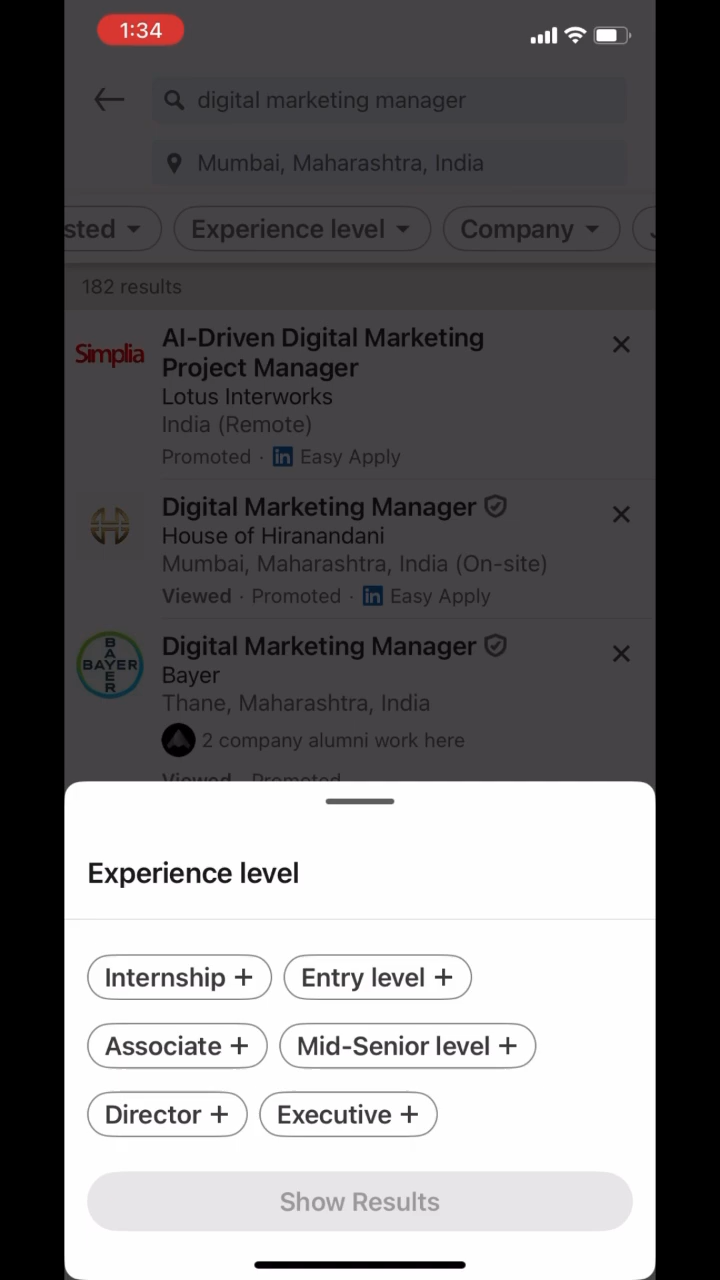 1:34
digital marketing manager
Mumbai, Maharashtra, India
sted Experience level Company
182 results
Simplia
AI-Driven Digital Marketing
Project Manager
Lotus Interworks
India (Remote)
Promoted · in Easy Apply
Digital Marketing Manager
House of Hiranandani
Mumbai, Maharashtra, India (On-site)
Viewed · Promoted · in Easy Apply
BAYER
BAYER
Digital Marketing Manager
Bayer
Thane, Maharashtra, India
2 company alumni work here
Viewed · Promoted
Experience level
Internship +
Entry level +
Associate +
Mid-Senior level +
Director +
Executive +
Show Results